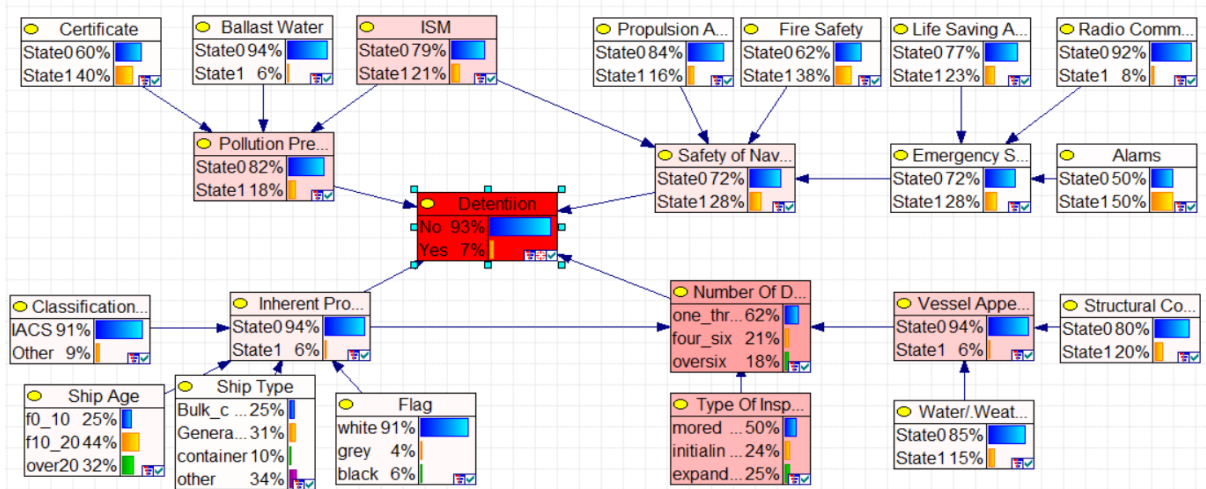 Certificate
State0 60%
State1 40%
Ballast Water
State0 94%
State1 6%
ISM
State0 79%
State1 21%
Propulsion A...
State0 84%
State1 16%
Fire Safety
State0 62%
State1 38%
Life Saving A...
State0 77%
State1 23%
Radio Comm...
State0 92%
State1 8%
Pollution Pre...
State0 82%
State1 18%
Safety of Nav...
State0 72%
State1 28%
Emergency S...
State0 72%
State1 28%
Alams
State0 50%
State1 50%
Detentiion
No 93%
Yes 7%
Classification...
IACS 91%
Other 9%
Inherent Pro...
State0 94%
State1 6%
Number Of D...
one_thr... 62%
four_six 21%
oversix 18%
Vessel Appe...
State0 94%
State1 6%
Structural Co...
State0 80%
State1 20%
Ship Age
f0_10 25%
f10_20 44%
over20 32%
Ship Type
Bulk_c ... 25%
Genera... 31%
container 10%
other 34%
Flag
white 91%
grey 4%
black 6%
Type Of Insp...
mored ... 50%
initialin... 24%
expand... 25%
Water/.Weat...
State0 85%
State1 15%